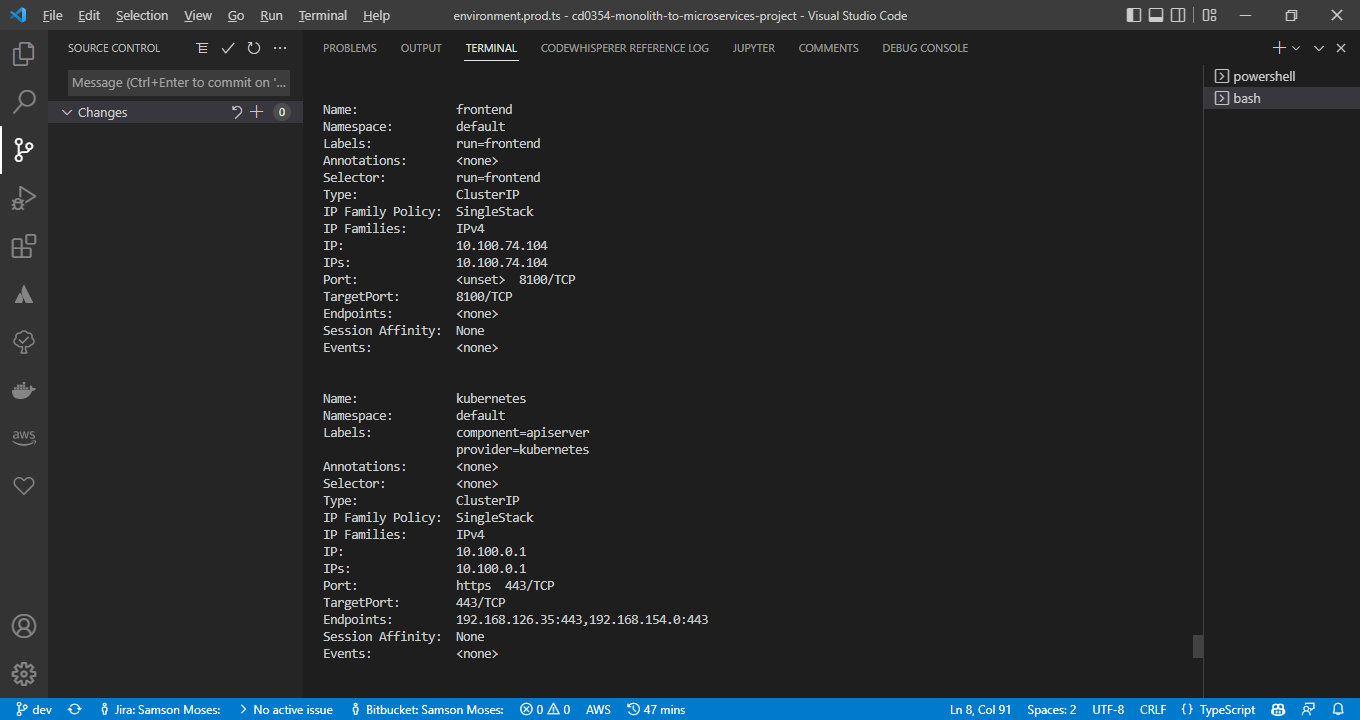 File Edit Selection View Go Run Terminal Help environment.prod.ts - cd0354-monolith-to-microservices-project - Visual Studio Code
SOURCE CONTROL
Message (Ctrl+Enter to commit on '...
Changes 0
PROBLEMS OUTPUT TERMINAL CODEWHISPERER REFERENCE LOG JUPYTER COMMENTS DEBUG CONSOLE
powershell
bash
Name: frontend
Namespace: default
Labels: run=frontend
Annotations: <none>
Selector: run=frontend
Type: ClusterIP
IP Family Policy: SingleStack
IP Families: IPv4
IP: 10.100.74.104
IPs: 10.100.74.104
Port: <unset> 8100/TCP
TargetPort: 8100/TCP
Endpoints: <none>
Session Affinity: None
Events: <none>
Name: kubernetes
Namespace: default
Labels: component=apiserver
provider=kubernetes
Annotations: <none>
Selector: <none>
Type: ClusterIP
IP Family Policy: SingleStack
IP Families: IPv4
IP: 10.100.0.1
IPs: 10.100.0.1
Port: https 443/TCP
TargetPort: 443/TCP
Endpoints: 192.168.126.35:443,192.168.154.0:443
Session Affinity: None
Events: <none>
aws
dev Jira: Samson Moses: No active issue Bitbucket: Samson Moses: 0 0 AWS 47 mins Ln 8, Col 91 Spaces: 2 UTF-8 CRLF {} TypeScript